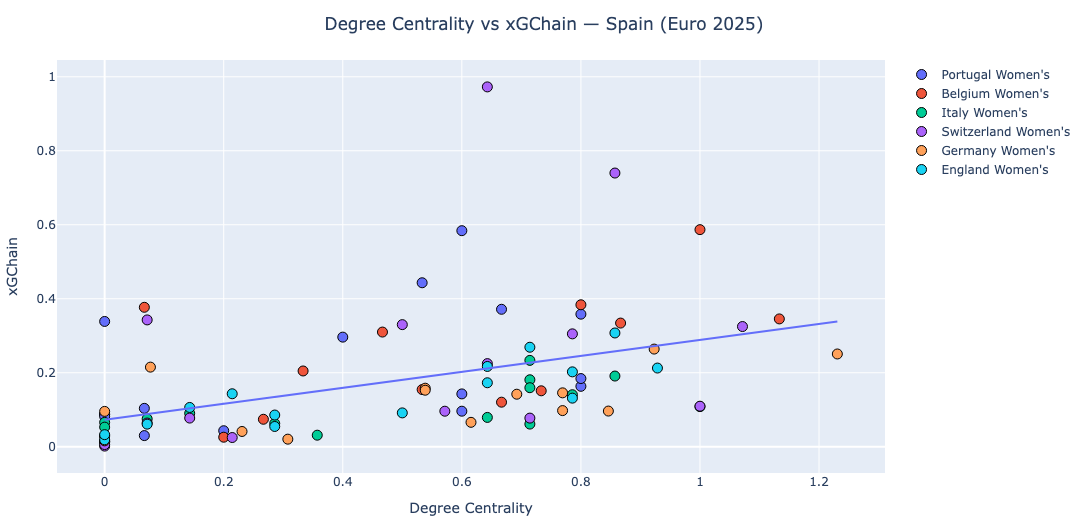 Degree Centrality vs xGChain — Spain (Euro 2025)
Portugal Women's
Belgium Women's
Italy Women's
Switzerland Women's
Germany Women's
England Women's
xGChain
1
0.8
0.6
0.4
0.2
0
0
0.2
0.4
0.6
0.8
1
1.2
Degree Centrality